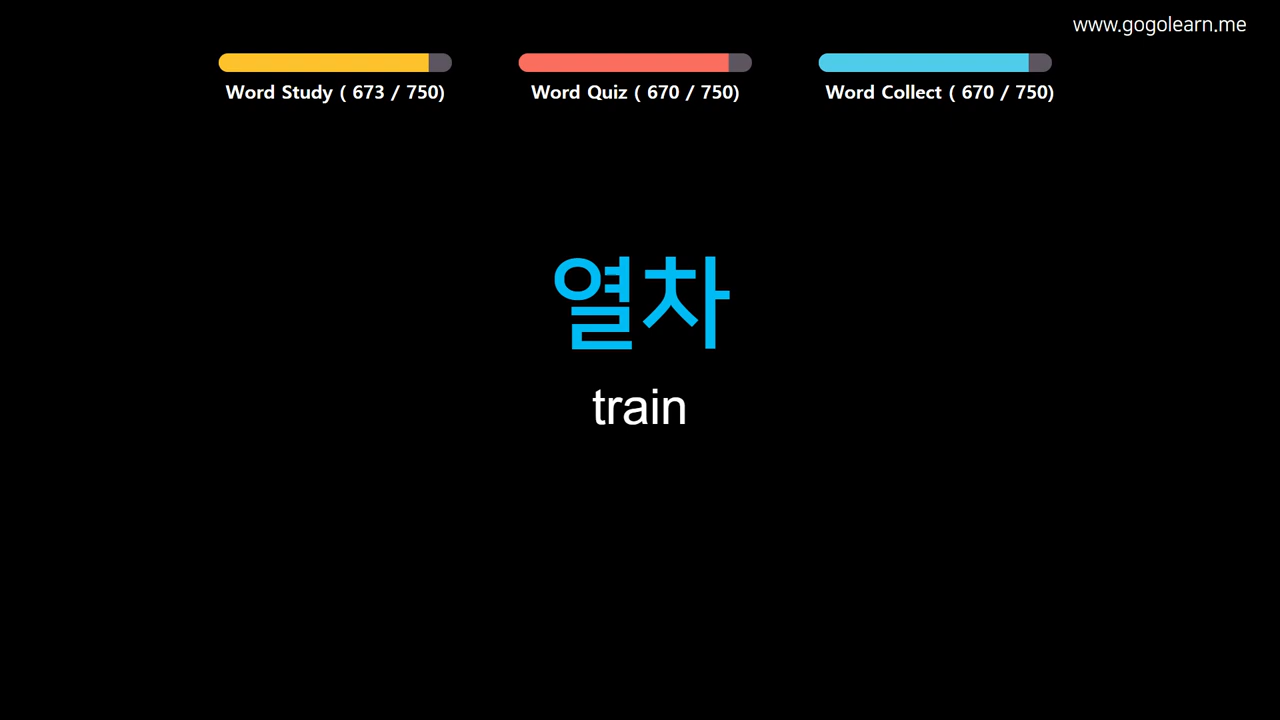 www.gogolearn.me
Word Study ( 673 / 750)
Word Quiz ( 670 / 750)
Word Collect ( 670 / 750)
열차
train